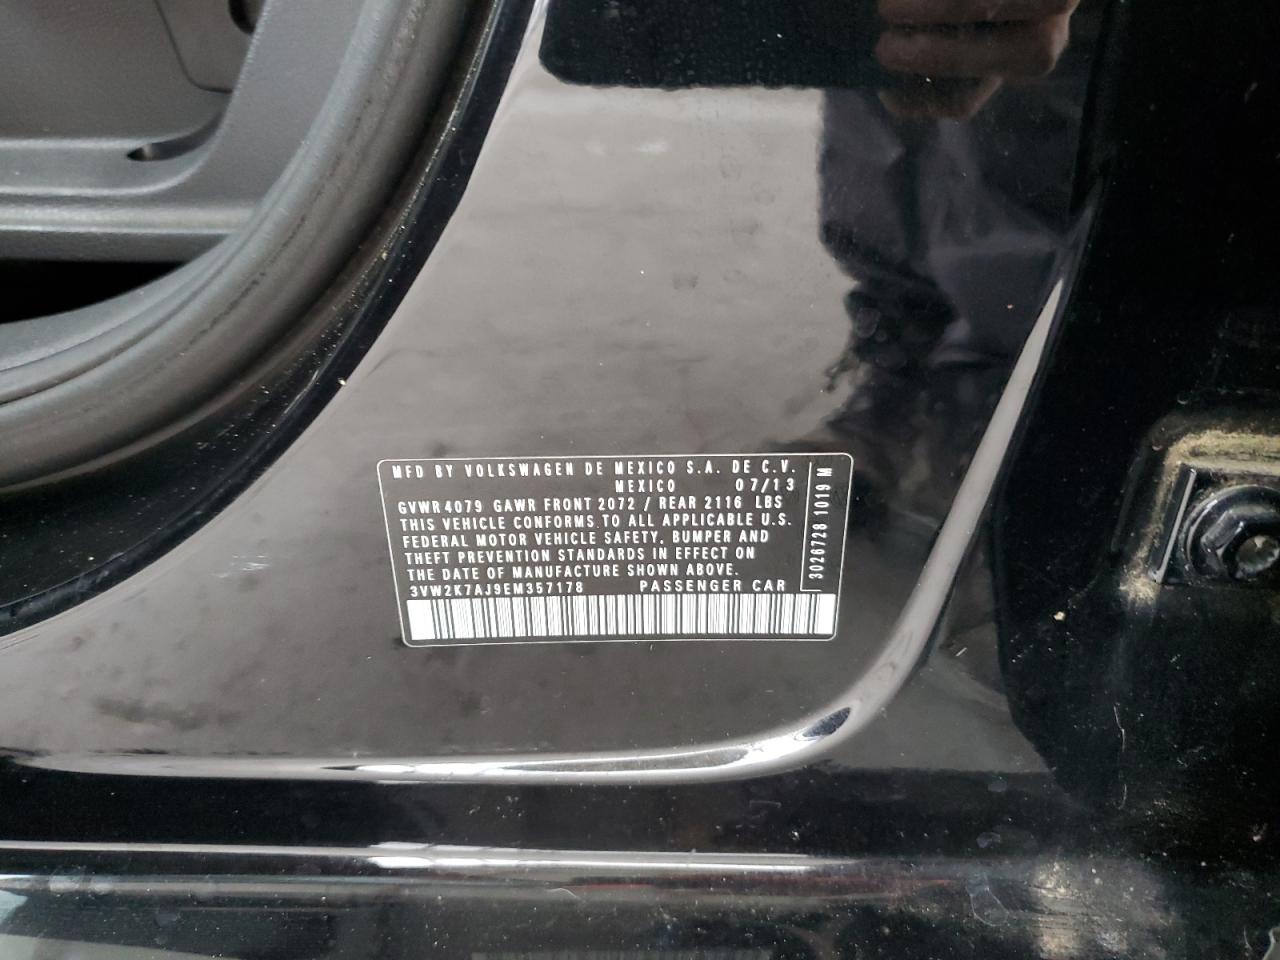 MFD BY VOLKSWAGEN DE MEXICO S.A. DE C.V.
MEXICO 07/13
GVWR 4079 GAWR FRONT 2072 / REAR 2116 LBS
THIS VEHICLE CONFORMS TO ALL APPLICABLE U.S.
FEDERAL MOTOR VEHICLE SAFETY, BUMPER AND
THEFT PREVENTION STANDARDS IN EFFECT ON
THE DATE OF MANUFACTURE SHOWN ABOVE.
3VW2K7AJ9EM357178 PASSENGER CAR
3026728 1019 M